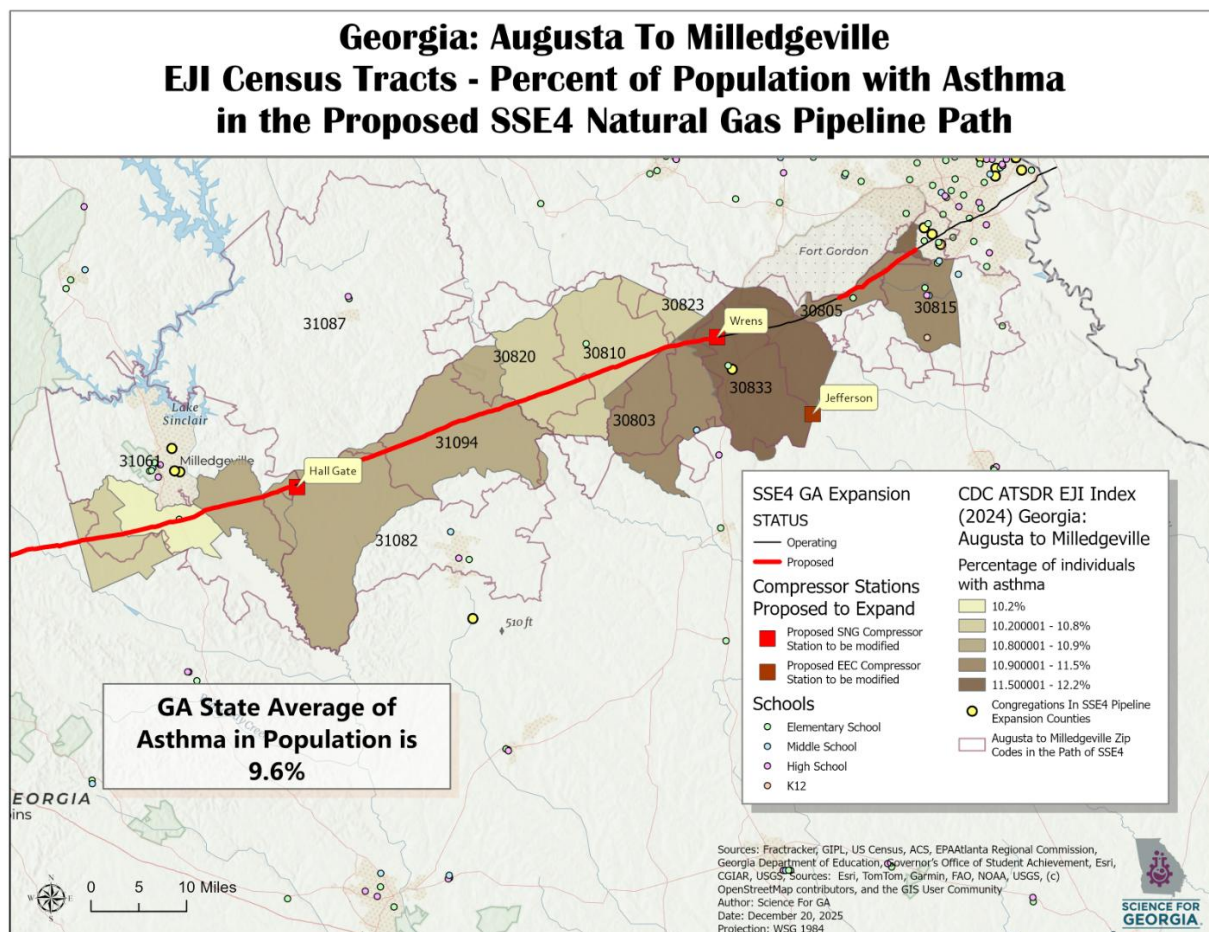 Georgia: Augusta To Milledgeville
EJI Census Tracts - Percent of Population with Asthma
in the Proposed SSE4 Natural Gas Pipeline Path
Fort Gordon
30823
30805
30815
31087
Wrens
30820
30810
30833
Jefferson
Lake
Sinclair
30803
31094
31061
Milledgeville
Hall Gate
31082
510 ft
SSE4 GA Expansion
STATUS
Operating
Proposed
Compressor Stations
Proposed to Expand
Proposed SNG Compressor
Station to be modified
Proposed EEC Compressor
Station to be modified
Schools
Elementary School
Middle School
High School
K12
CDC ATSDR EJI Index
(2024) Georgia:
Augusta to Milledgeville
Percentage of individuals
with asthma
10.2%
10.200001 - 10.8%
10.800001 - 10.9%
10.900001 - 11.5%
11.500001 - 12.2%
Congregations In SSE4 Pipeline
Expansion Counties
Augusta to Milledgeville Zip
Codes in the Path of SSE4
GA State Average of
Asthma in Population is
9.6%
EORGIA
ins
0 5 10 Miles
N
W E
S
Sources: Fractracker, GIPL, US Census, ACS, EPAAtlanta Regional Commission,
Georgia Department of Education, Governor's Office of Student Achievement, Esri,
CGIAR, USGS, Sources: Esri, TomTom, Garmin, FAO, NOAA, USGS, (c)
OpenStreetMap contributors, and the GIS User Community
Author: Science For GA
Date: December 20, 2025
Projection: WSG 1984
SCIENCE FOR
GEORGIA.